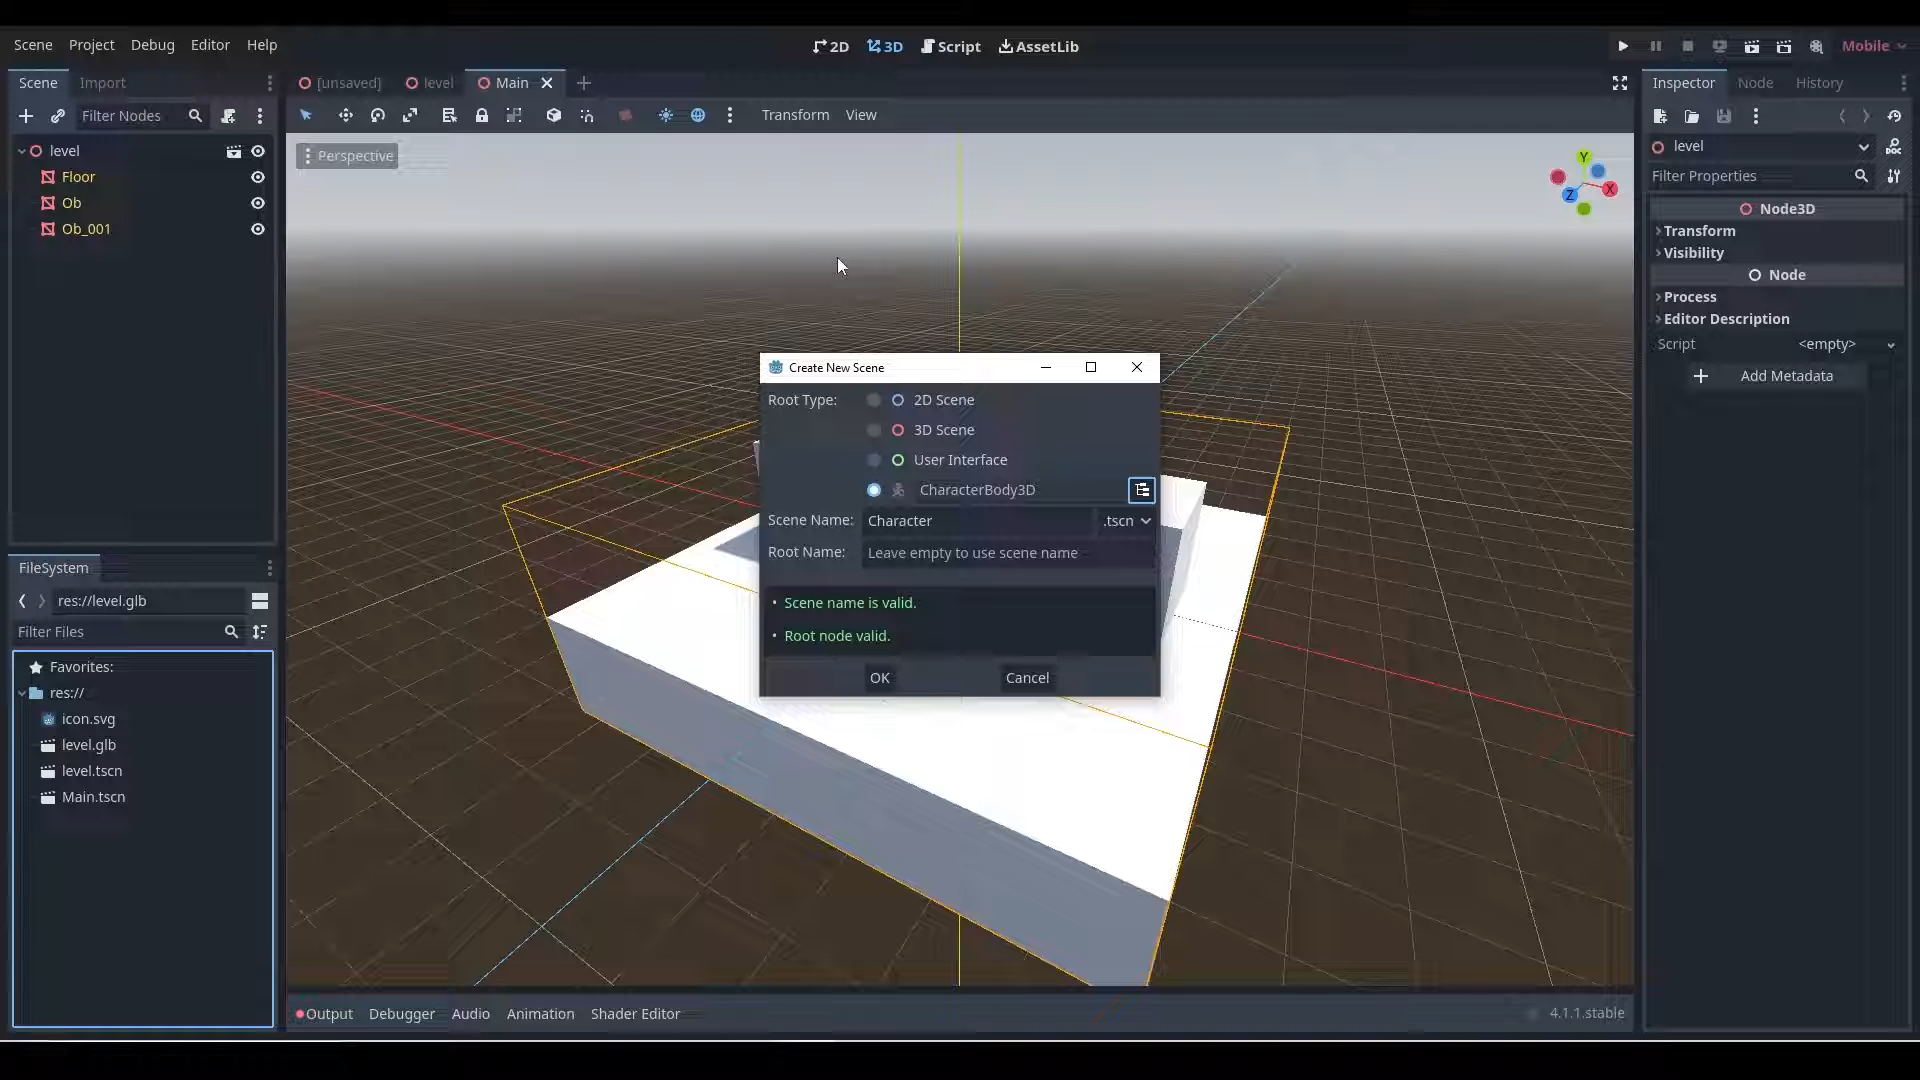 Scene Project Debug Editor Help
2D 3D Script AssetLib
Mobile
Scene Import
[unsaved] level Main
Inspector Node History
Filter Nodes
Transform View
level
Floor
Ob
Ob_001
Perspective
Y
X
Z
level
Filter Properties
Node3D
Transform
Visibility
Node
Process
Editor Description
Script <empty>
Add Metadata
Create New Scene
Root Type: 2D Scene
3D Scene
User Interface
CharacterBody3D
Scene Name: Character .tscn
Root Name: Leave empty to use scene name
• Scene name is valid.
• Root node valid.
OK Cancel
FileSystem
res://level.glb
Filter Files
Favorites:
res://
icon.svg
level.glb
level.tscn
Main.tscn
Output Debugger Audio Animation Shader Editor
4.1.1.stable